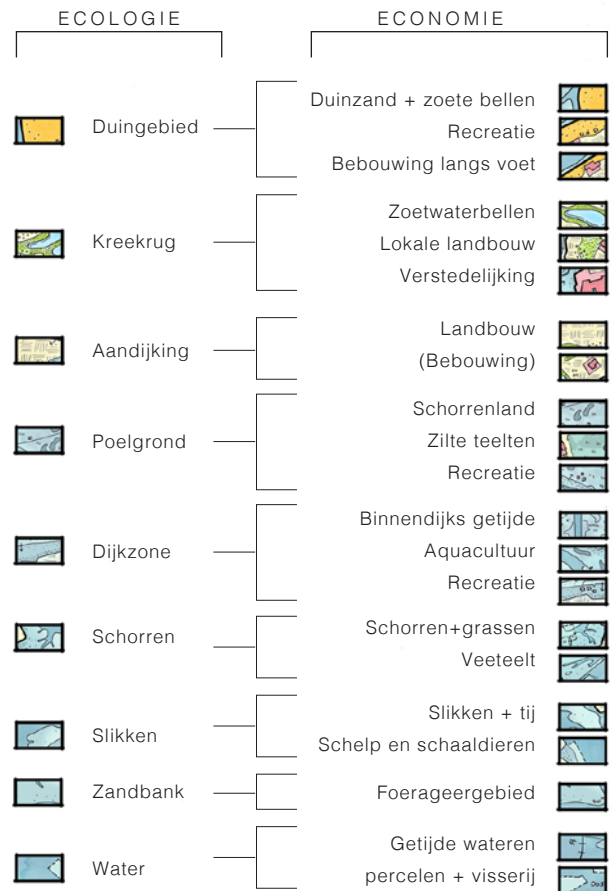 ECOLOGIE
ECONOMIE
Duingebied
Duinzand + zoete bellen
Recreatie
Bebouwing langs voet
Kreekrug
Zoetwaterbellen
Lokale landbouw
Verstedelijking
Aandijking
Landbouw
(Bebouwing)
Poelgrond
Schorrenland
Zilte teelten
Recreatie
Dijkzone
Binnendijks getijde
Aquacultuur
Recreatie
Schorren
Schorren+grassen
Veeteelt
Slikken
Slikken + tij
Schelp en schaaldieren
Zandbank
Foerageergebied
Water
Getijde wateren
percelen + visserij